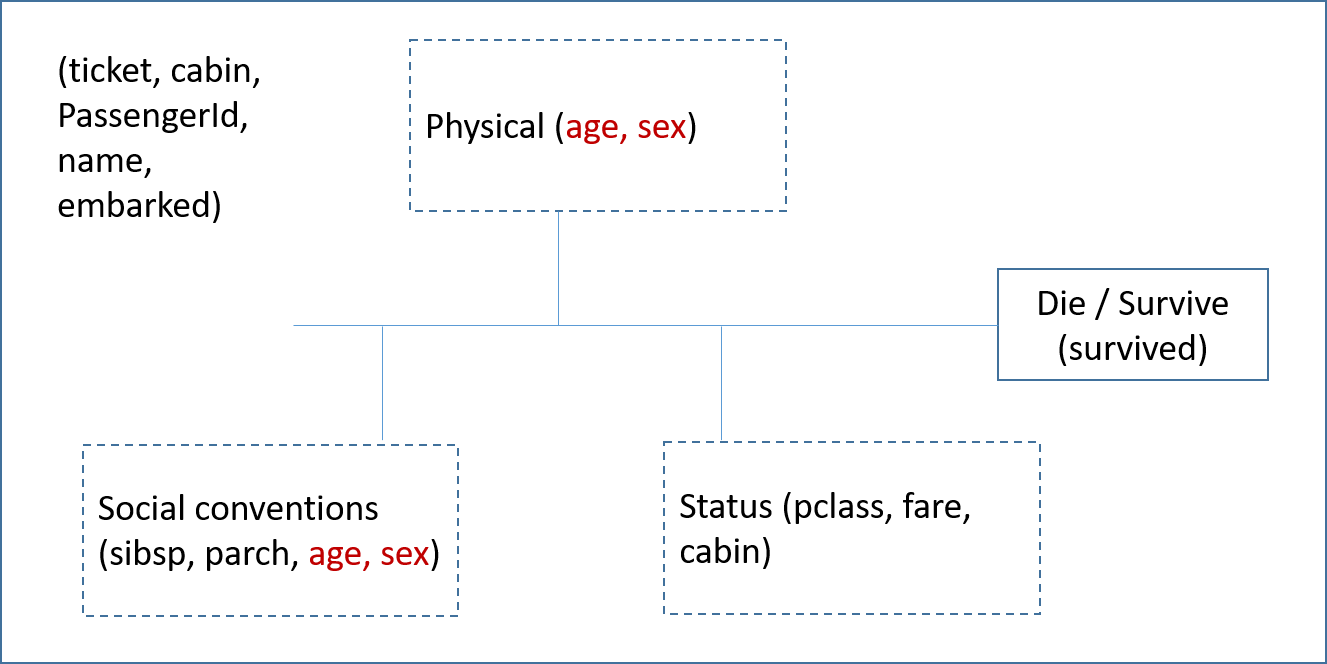 (ticket, cabin,
PassengerId,
name,
embarked)
Physical (age, sex)
Die / Survive
(survived)
Social conventions
(sibsp, parch, age, sex)
Status (pclass, fare,
cabin)